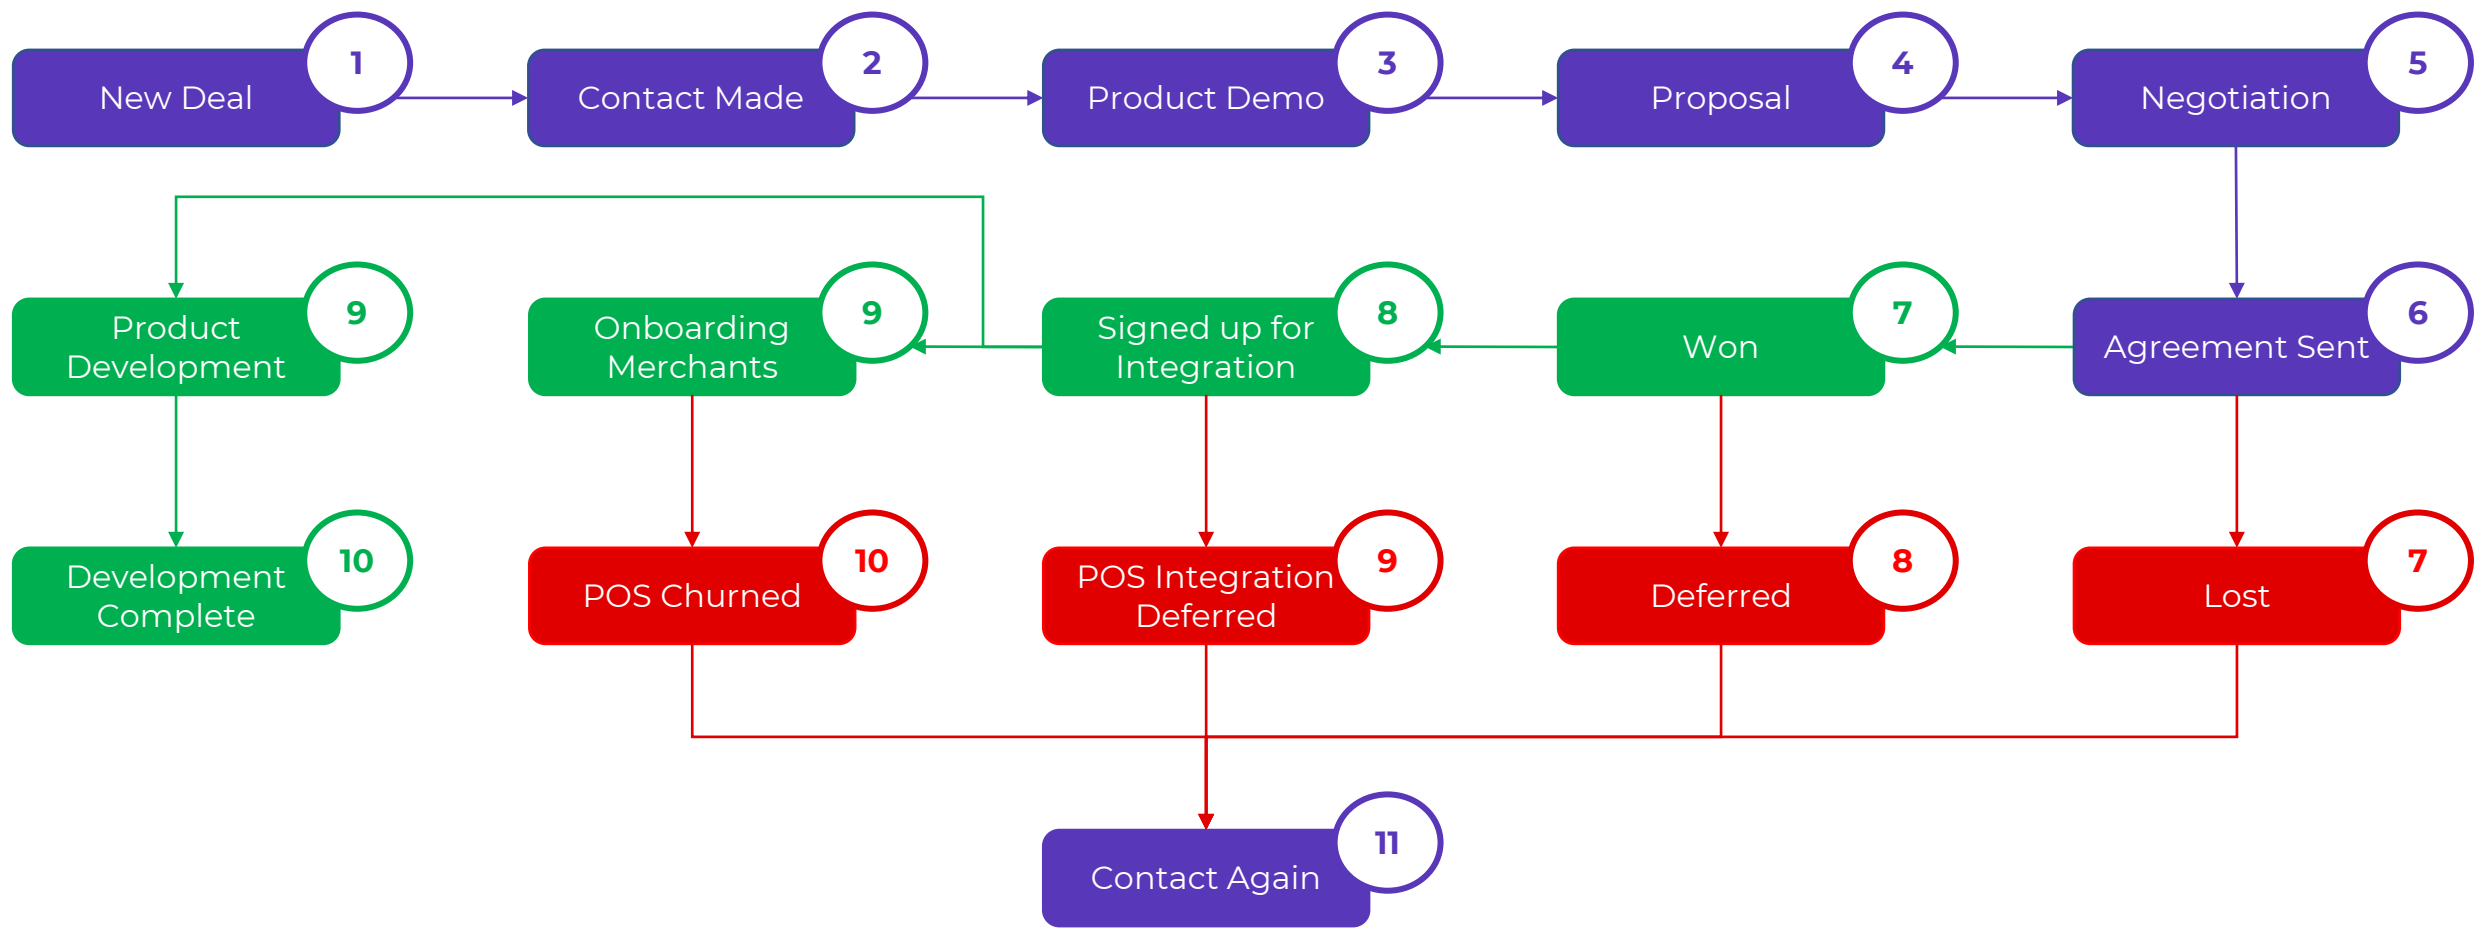 1
New Deal
2
Contact Made
3
Product Demo
4
Proposal
5
Negotiation
9
Product
Development
9
Onboarding
Merchants
8
Signed up for
Integration
7
Won
6
Agreement Sent
10
Development
Complete
10
POS Churned
9
POS Integration
Deferred
8
Deferred
7
Lost
11
Contact Again